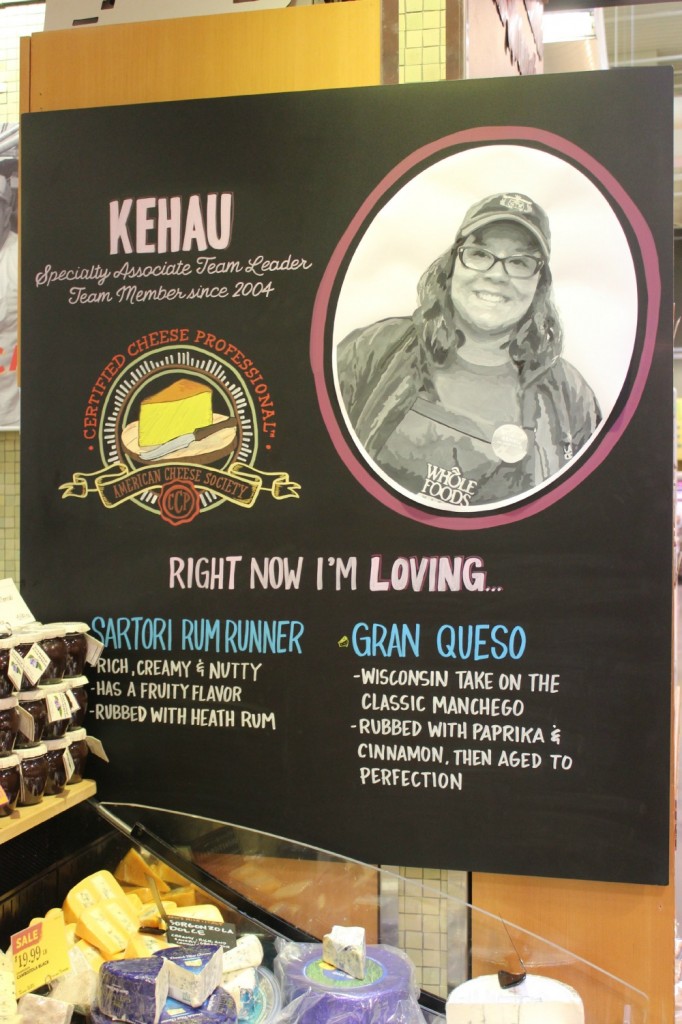 KEHAU
Specialty Associate Team Leader
Team Member since 2004
CERTIFIED CHEESE PROFESSIONAL™
AMERICAN CHEESE SOCIETY
CCP
WHOLE
FOODS
RIGHT NOW I'M LOVING...
SARTORI RUM RUNNER
-RICH, CREAMY & NUTTY
-HAS A FRUITY FLAVOR
-RUBBED WITH HEATH RUM
GRAN QUESO
-WISCONSIN TAKE ON THE
CLASSIC MANCHEGO
-RUBBED WITH PAPRIKA &
CINNAMON, THEN AGED TO
PERFECTION
GORGONZOLA
DOLCE
SALE
$19.99